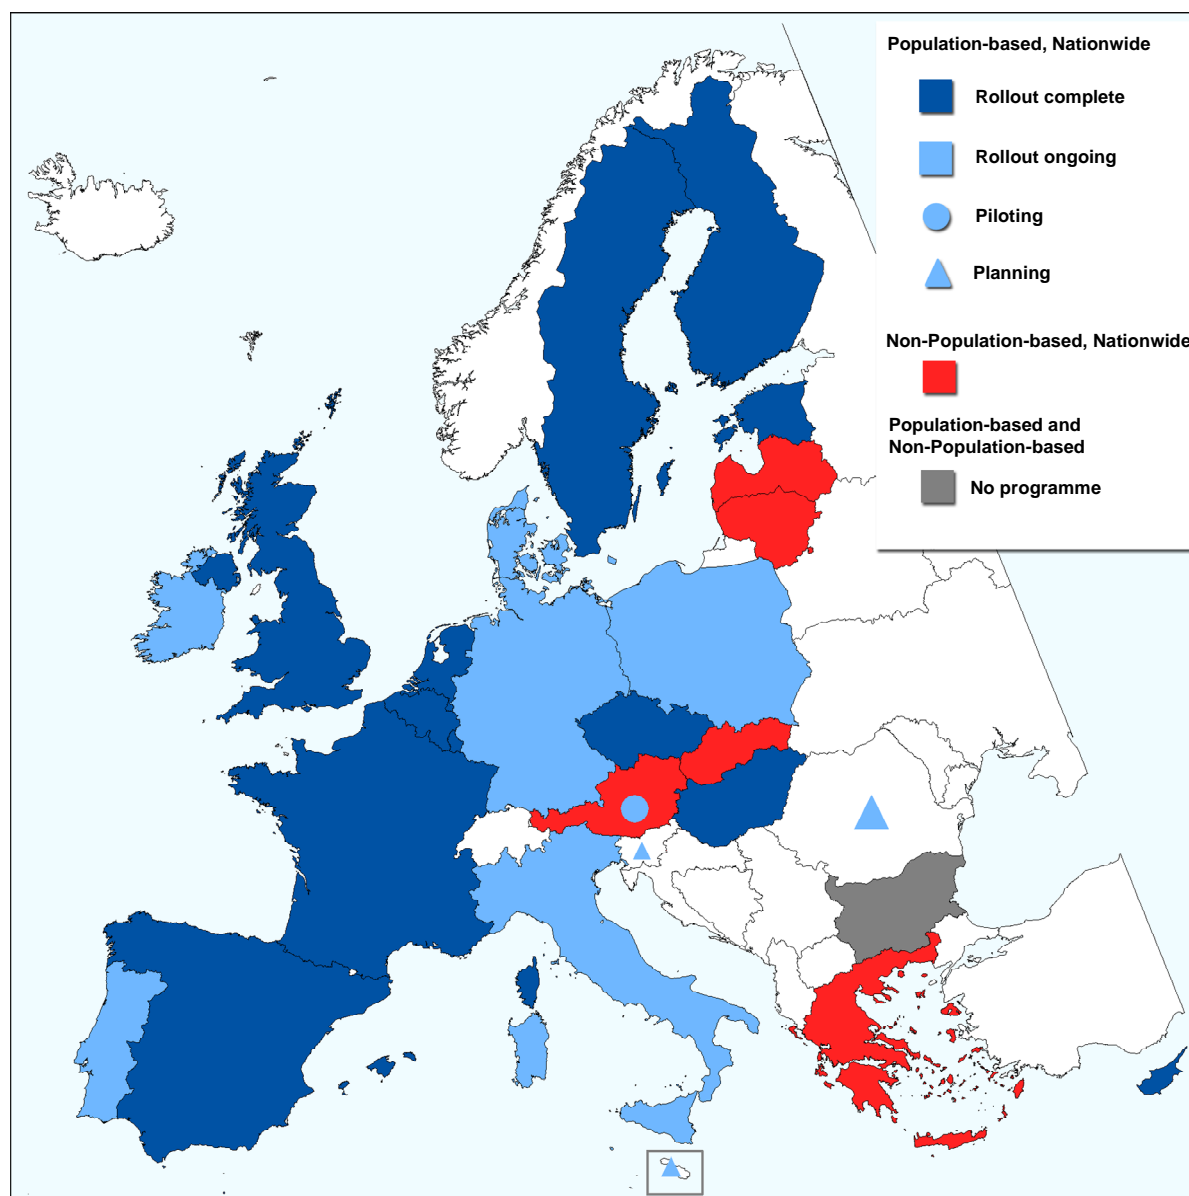 Population-based, Nationwide
Rollout complete
Rollout ongoing
Piloting
Planning
Non-Population-based, Nationwide
Population-based and
Non-Population-based
No programme